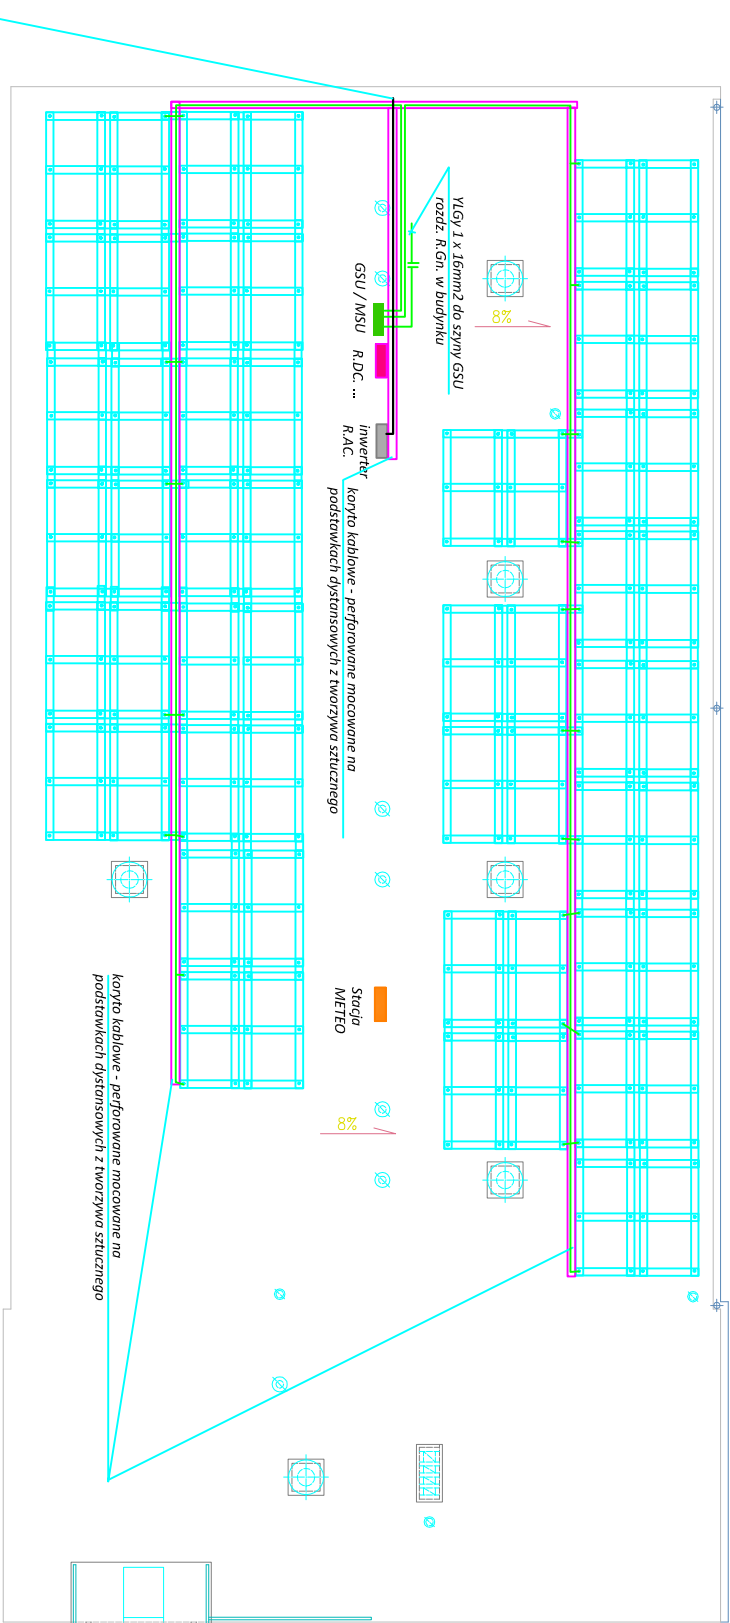 YLGy 1 x 16mm2 do szyny GSU
rozdz. R.Gn. w budynku
8%
GSU / MSU
R.DC. ...
inwerter
R.AC.
koryto kablowe - perforowane mocowane na
podstawkach dystansowych z tworzywa sztucznego
Stacja
METEO
8%
koryto kablowe - perforowane mocowane na
podstawkach dystansowych z tworzywa sztucznego